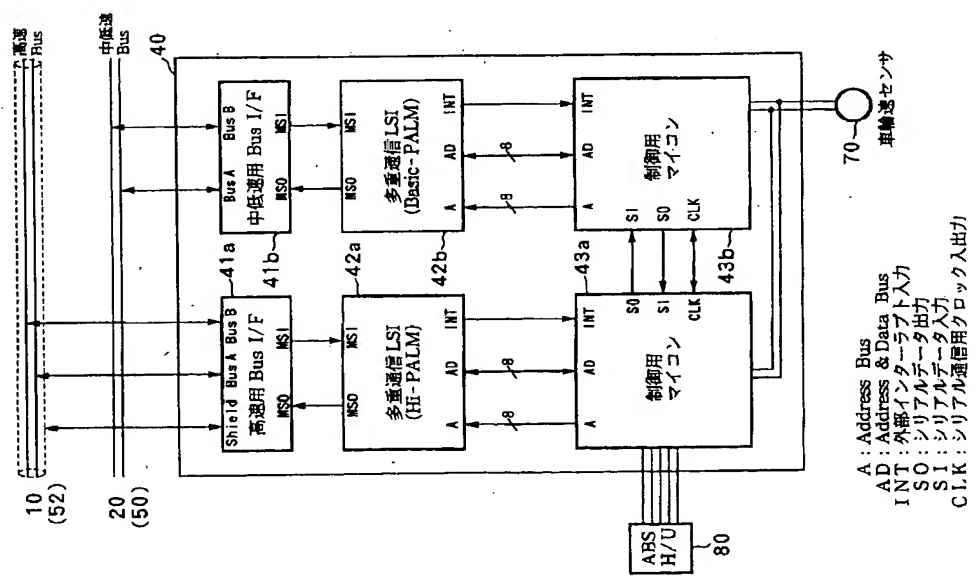 高速
Bus
中低速
Bus
10
(52)
20
(50)
40
41a
Shield Bus A Bus B
高速用 Bus I/F
MSO MSI
41b
Bus A Bus B
中低速用 Bus I/F
MSO MSI
42a
MSO MSI
多重通信LSI
(Hi-PALM)
A AD INT
42b
MSO MSI
多重通信LSI
(Basic-PALM)
A AD INT
8
8
8
8
43a
A AD INT
制御用
マイコン
SO
SI
CLK
43b
A AD INT
SI
SO
CLK
制御用
マイコン
ABS
H/U
80
70
車輪速センサ
A : Address Bus
AD : Address & Data Bus
INT : 外部インターラプト入力
SO : シリアルデータ出力
SI : シリアルデータ入力
CLK : シリアル通信用クロック入出力